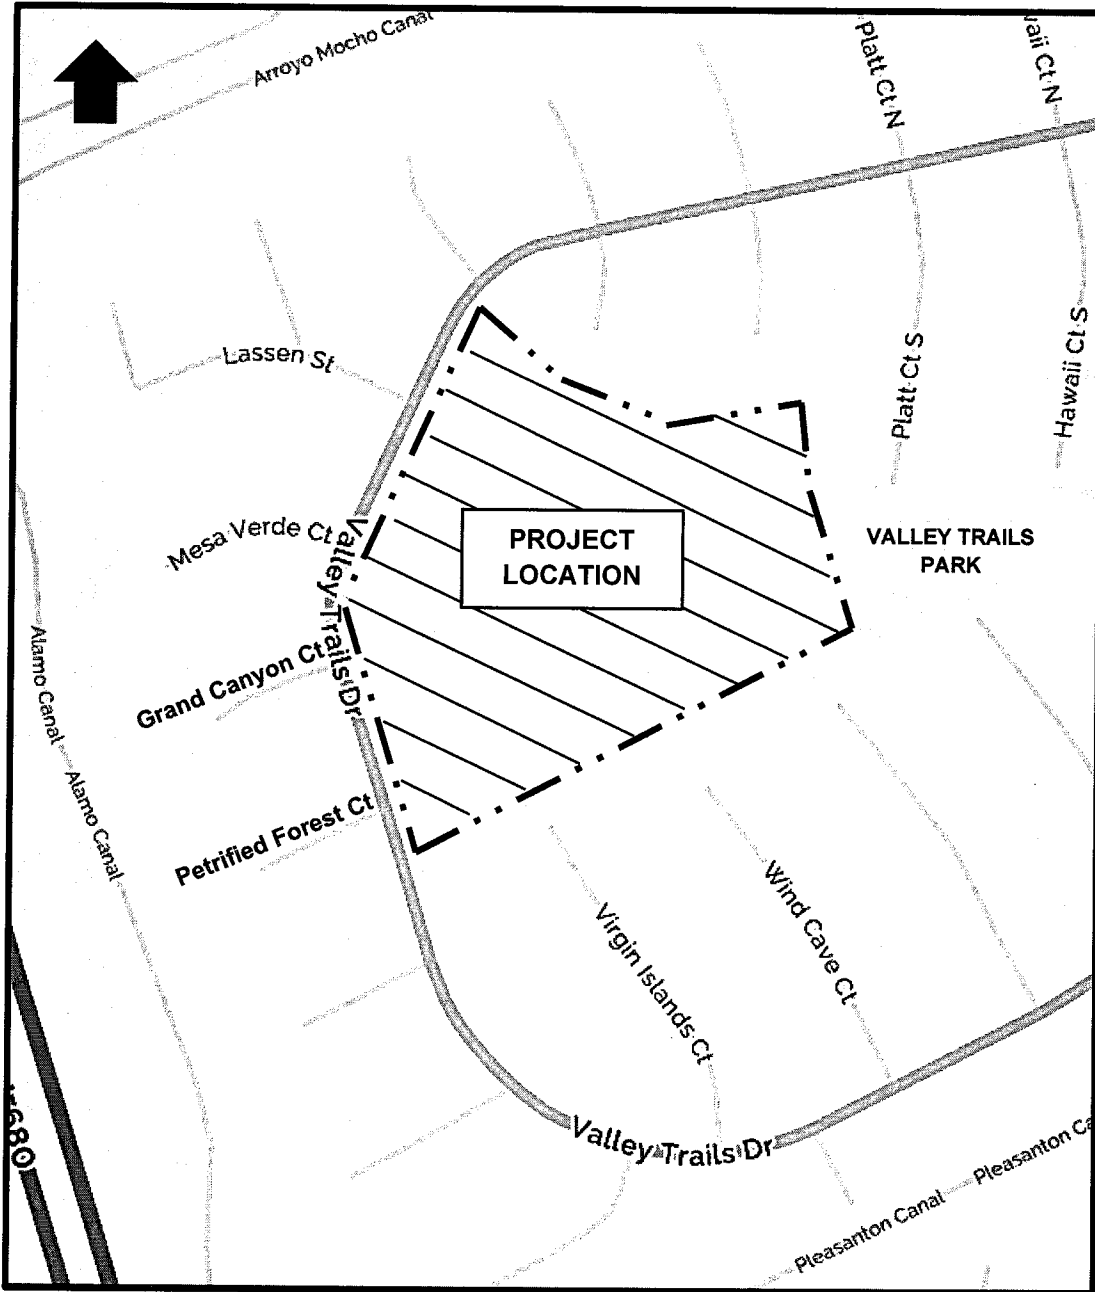 Arroyo Mocho Canal
Platt Ct N
aii Ct N
Lassen St
Platt Ct S
Hawaii Ct S
Mesa Verde Ct
Valley Trails Dr
PROJECT
LOCATION
VALLEY TRAILS
PARK
Grand Canyon Ct
Alamo Canal
Alamo Canal
Petrified Forest Ct
Wind Cave Ct
Virgin Islands Ct
I-680
Valley Trails Dr
Pleasanton Ca
Pleasanton Canal